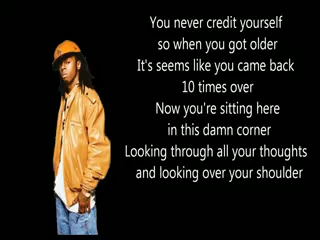 You never credit yourself
so when you got older
It's seems like you came back
10 times over
Now you're sitting here
in this damn corner
Looking through all your thoughts
and looking over your shoulder